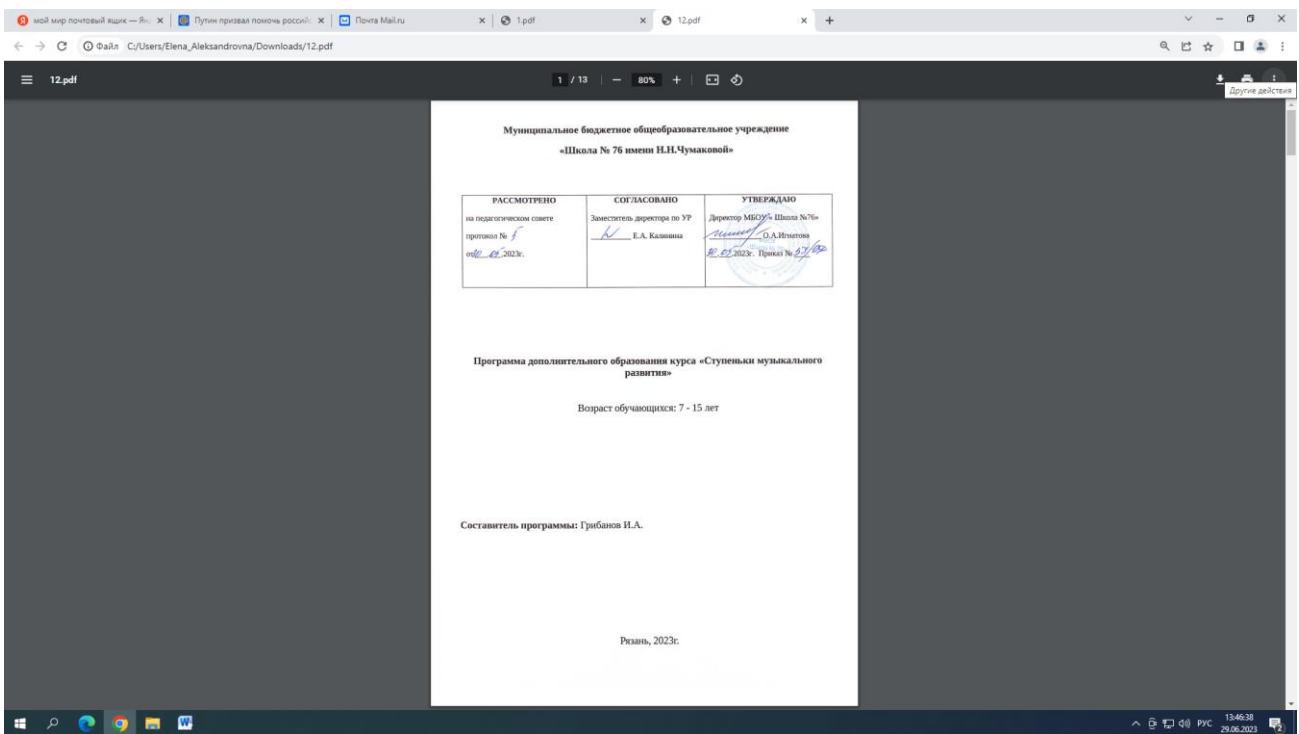 мой мир почтовый ящик — Ян
Путин призвал помочь россий
Почта Mail.ru
1.pdf
12.pdf
Файл C:/Users/Elena_Aleksandrovna/Downloads/12.pdf
12.pdf
1 / 13
80%
Другие действия
Муниципальное бюджетное общеобразовательное учреждение
«Школа № 76 имени Н.Н.Чумаковой»
РАССМОТРЕНО
на педагогическом совете
протокол №
от 2023г.
СОГЛАСОВАНО
Заместитель директора по УР
Е.А. Калинина
УТВЕРЖДАЮ
Директор МБОУ« Школа №76»
О.А.Игнатова
2023г. Приказ №
Программа дополнительного образования курса «Ступеньки музыкального
развития»
Возраст обучающихся: 7 - 15 лет
Составитель программы: Грибанов И.А.
Рязань, 2023г.
РУС
13:46:38
29.06.2023